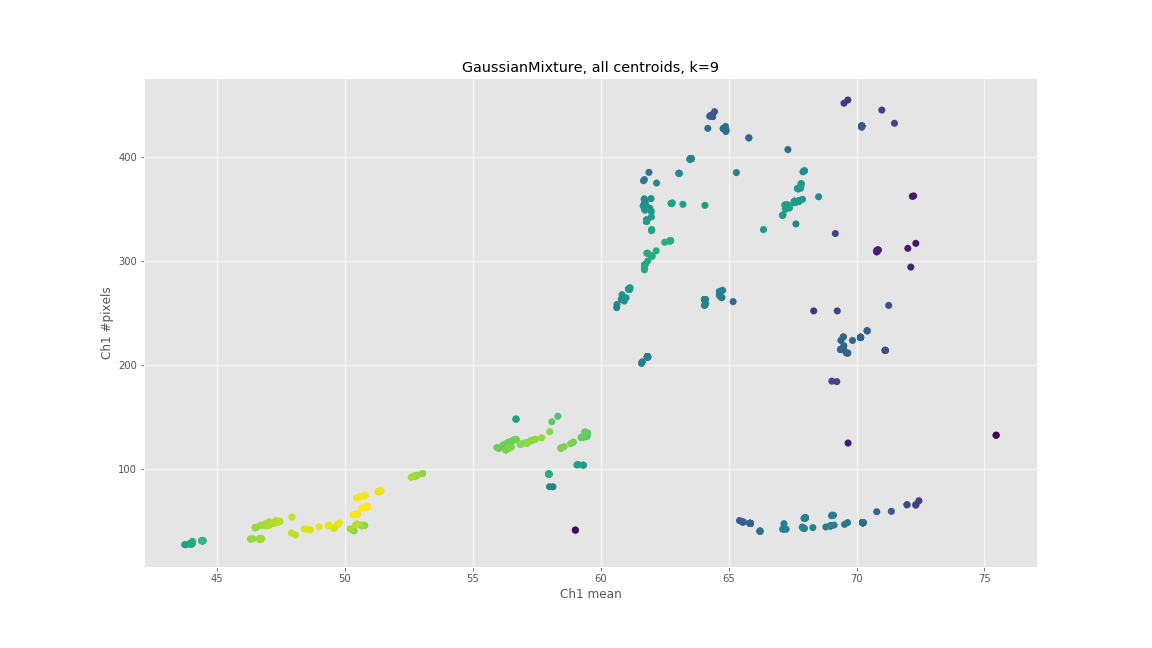 GaussianMixture, all centroids, k=9
400
300
200
100
Ch1 #pixels
45 50 55 60 65 70 75
Ch1 mean